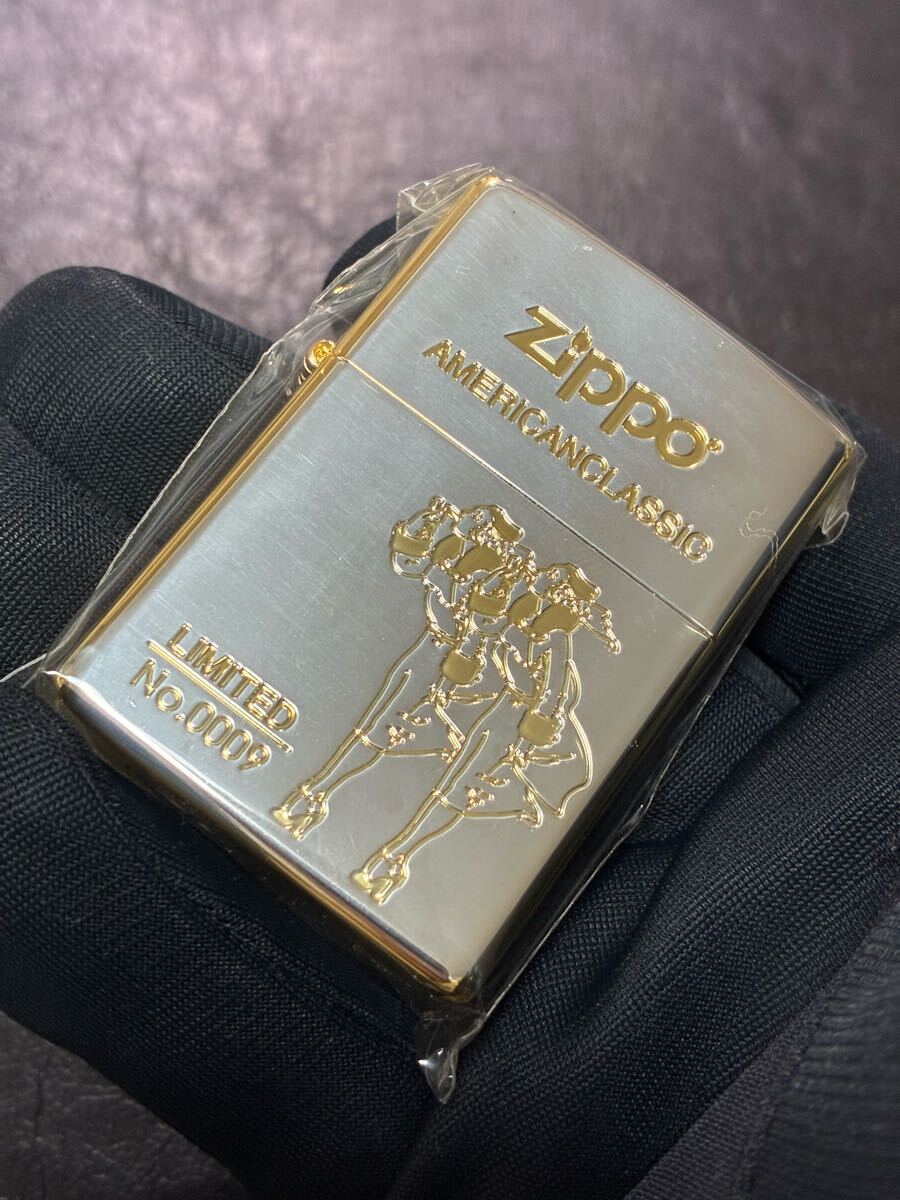 Zippo
AMERICANCLASSIC
LIMITED
No.0009